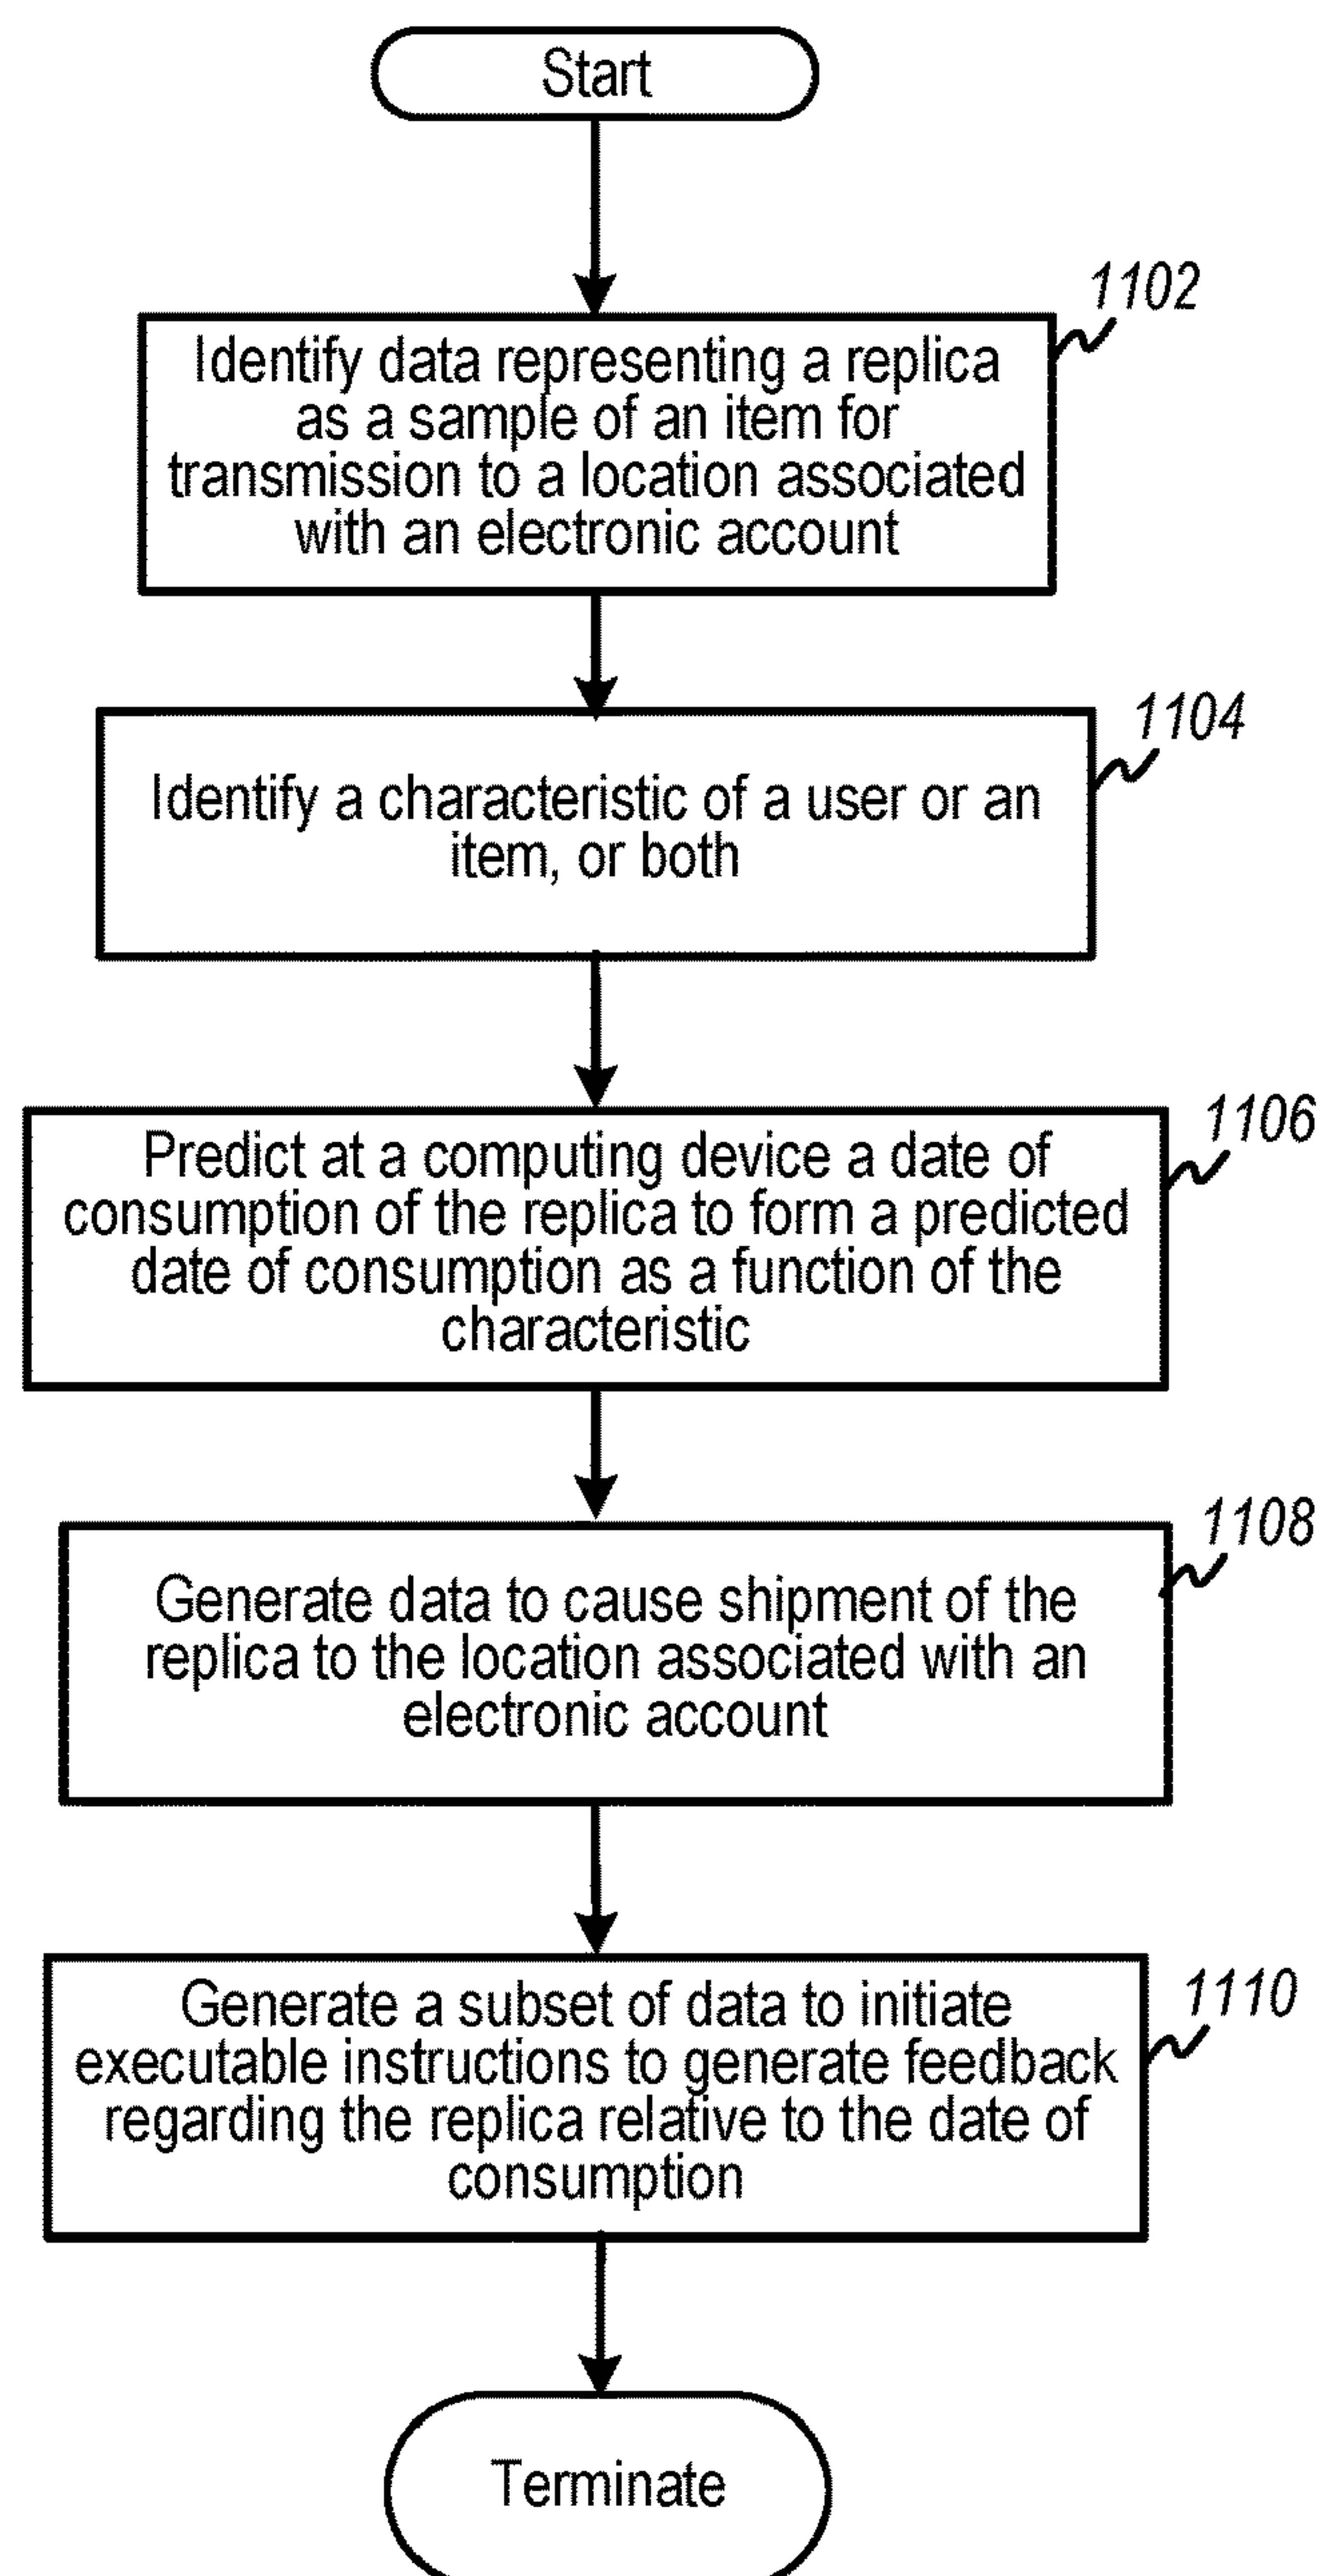 Start
1102
Identify data representing a replica
as a sample of an item for
transmission to a location associated
with an electronic account
1104
Identify a characteristic of a user or an
item, or both
1106
Predict at a computing device a date of
consumption of the replica to form a predicted
date of consumption as a function of the
characteristic
1108
Generate data to cause shipment of the
replica to the location associated with an
electronic account
1110
Generate a subset of data to initiate
executable instructions to generate feedback
regarding the replica relative to the date of
consumption
Terminate